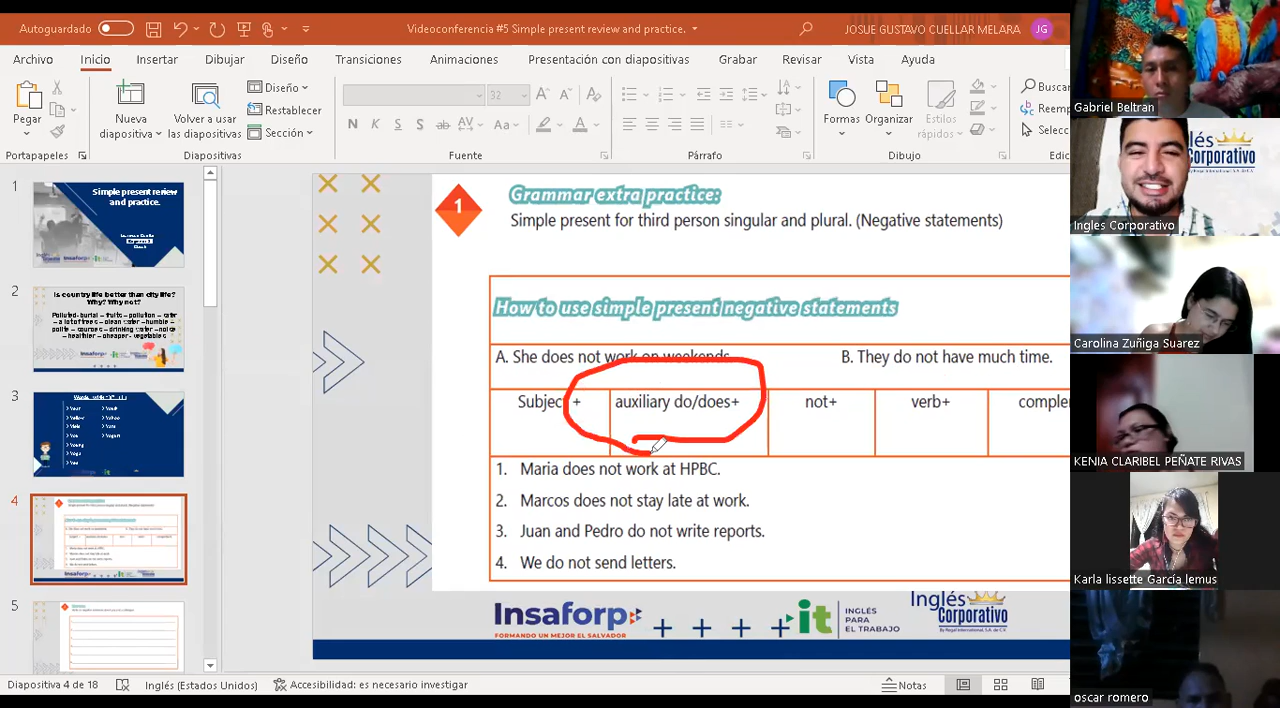 Autoguardado
Videoconferencia #5 Simple present review and practice.
JOSUE GUSTAVO CUELLAR MELARA
JG
Archivo Inicio Insertar Dibujar Diseño Transiciones Animaciones Presentación con diapositivas Grabar Revisar Vista Ayuda
Pegar
Nueva diapositiva
Volver a usar las diapositivas
Diseño
Restablecer
Sección
32
N K S S ab AV Aa A
Formas Organizar Estilos rápidos
Portapapeles Diapositivas Fuente Párrafo Dibujo
1
Simple present review
and practice.
2
Is country life better than city life?
Why? Why not?
3
4
5
1
Grammar extra practice:
Simple present for third person singular and plural. (Negative statements)
How to use simple present negative statements
A. She does not work on weekends. B. They do not have much time.
Subject + auxiliary do/does+ not+ verb+
1. Maria does not work at HPBC.
2. Marcos does not stay late at work.
3. Juan and Pedro do not write reports.
4. We do not send letters.
Insaforp
FORMANDO UN MEJOR EL SALVADOR
it INGLÉS PARA EL TRABAJO
Inglés Corporativo
Gabriel Beltran
Ingles Corporativo
Carolina Zuñiga Suarez
KENIA CLARIBEL PEÑATE RIVAS
Karla lissette García lemus
oscar romero
Diapositiva 4 de 18 Inglés (Estados Unidos) Accesibilidad: es necesario investigar Notas